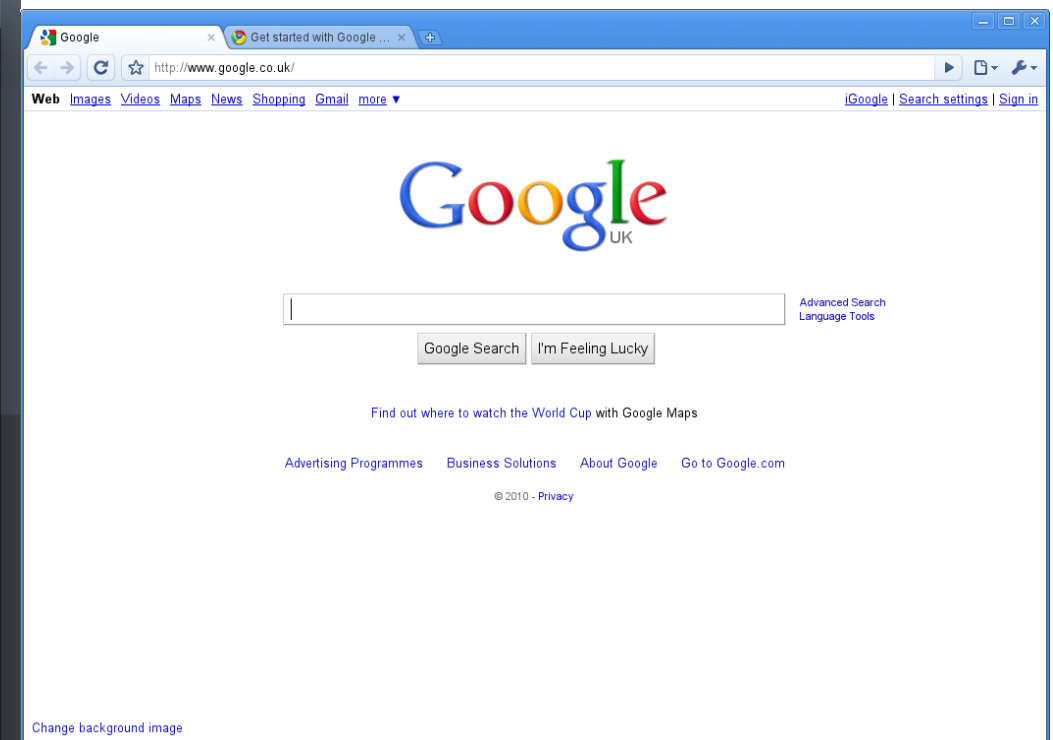 Google Get started with Google ...
http://www.google.co.uk/
Web Images Videos Maps News Shopping Gmail more ▼ iGoogle | Search settings | Sign in
Google
UK
Advanced Search
Language Tools
Google Search I'm Feeling Lucky
Find out where to watch the World Cup with Google Maps
Advertising Programmes Business Solutions About Google Go to Google.com
© 2010 - Privacy
Change background image